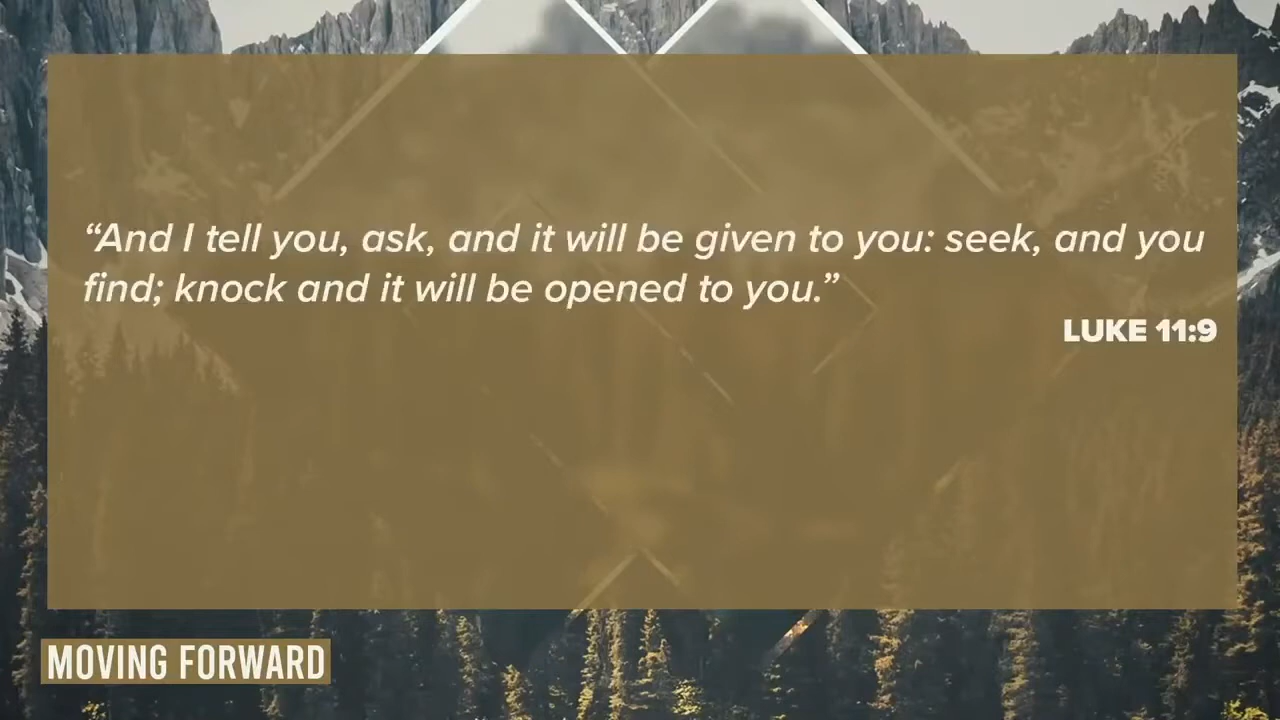 “And I tell you, ask, and it will be given to you: seek, and you
find; knock and it will be opened to you.”
LUKE 11:9
MOVING FORWARD